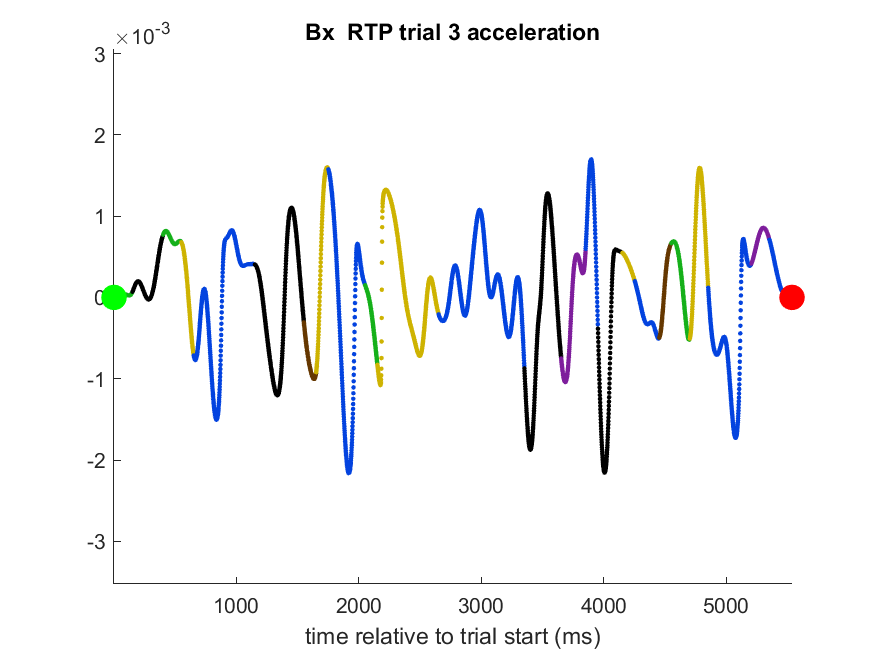 Bx  RTP trial 3 acceleration
×10^-3
3
2
1
0
-1
-2
-3
1000 2000 3000 4000 5000
time relative to trial start (ms)